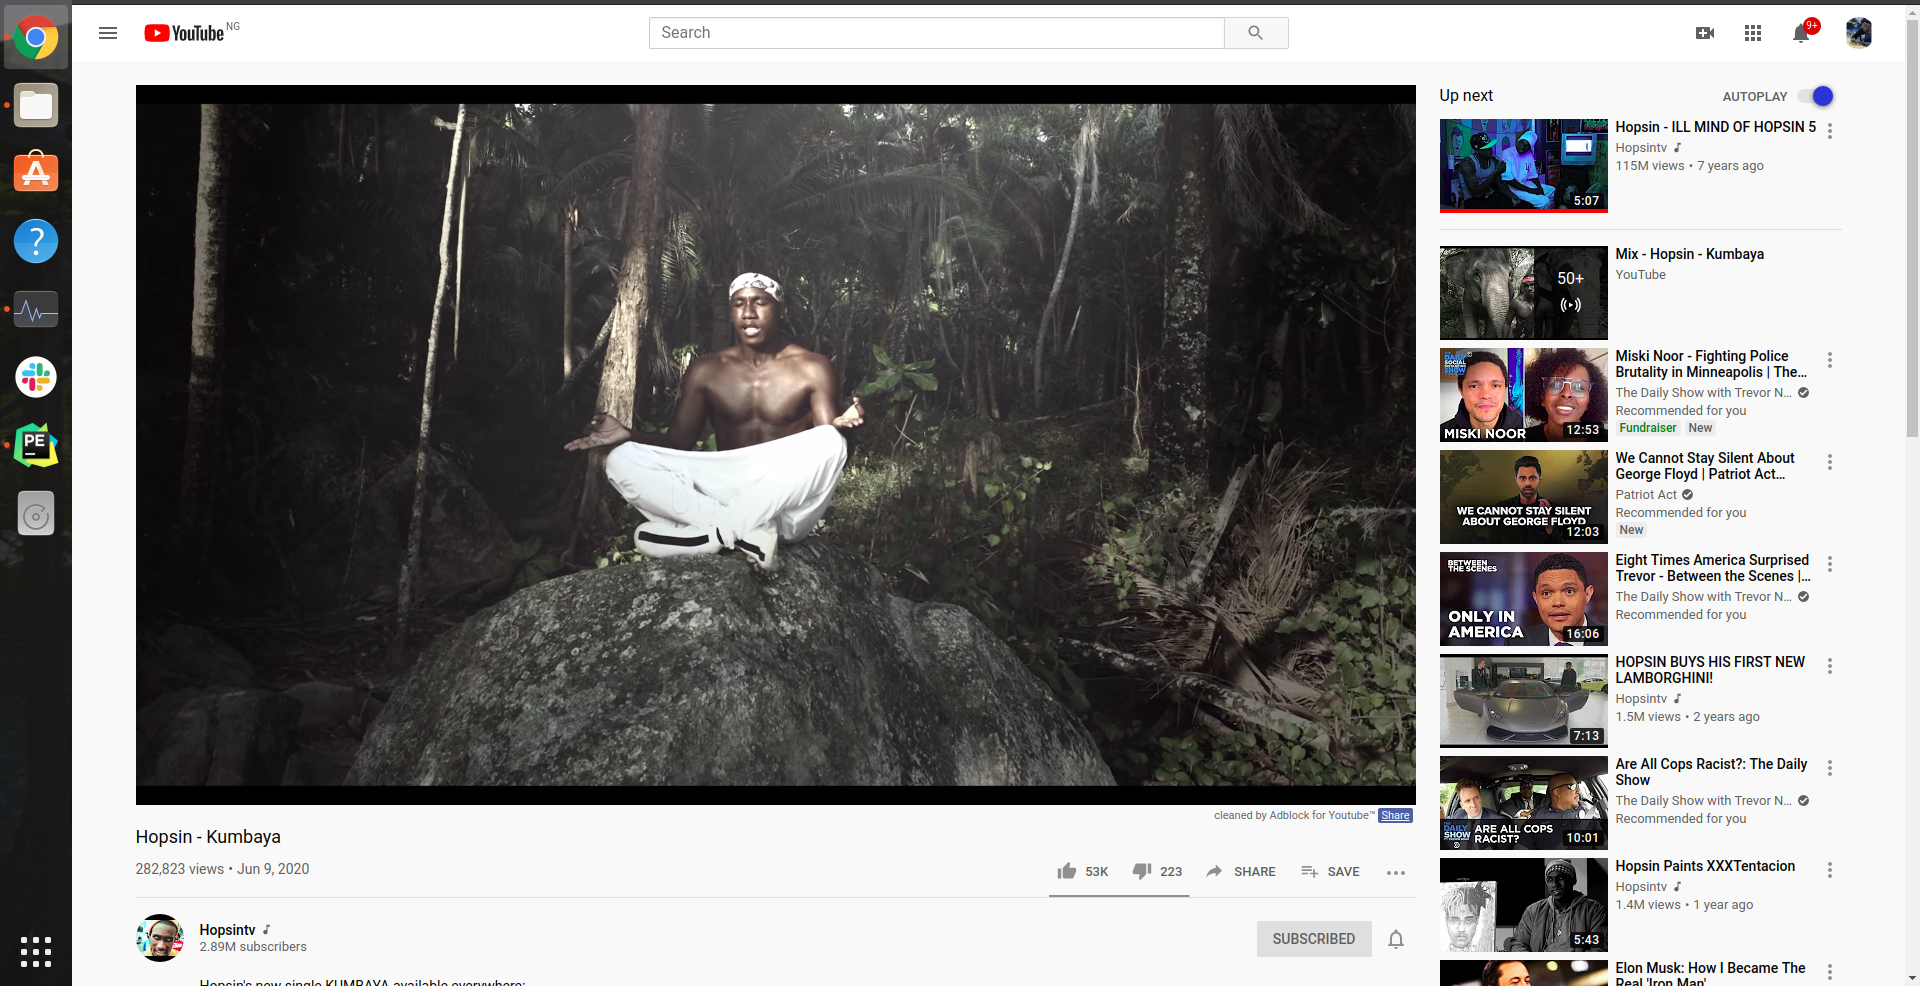 YouTube NG
Search
9+
cleaned by Adblock for Youtube™ Share
Hopsin - Kumbaya
282,823 views • Jun 9, 2020
53K
223
SHARE
SAVE
Hopsintv
2.89M subscribers
SUBSCRIBED
Hopsin's new single KUMBAYA available everywhere:
Up next
AUTOPLAY
5:07
Hopsin - ILL MIND OF HOPSIN 5
Hopsintv
115M views • 7 years ago
50+
Mix - Hopsin - Kumbaya
YouTube
MISKI NOOR
12:53
Miski Noor - Fighting Police
Brutality in Minneapolis | The...
The Daily Show with Trevor N...
Recommended for you
Fundraiser New
WE CANNOT STAY SILENT
ABOUT GEORGE FLOYD
12:03
We Cannot Stay Silent About
George Floyd | Patriot Act...
Patriot Act
Recommended for you
New
BETWEEN
THE SCENES
ONLY IN
AMERICA
16:06
Eight Times America Surprised
Trevor - Between the Scenes |...
The Daily Show with Trevor N...
Recommended for you
7:13
HOPSIN BUYS HIS FIRST NEW
LAMBORGHINI!
Hopsintv
1.5M views • 2 years ago
THE DAILY SHOW
ARE ALL COPS
RACIST?
10:01
Are All Cops Racist?: The Daily
Show
The Daily Show with Trevor N...
Recommended for you
5:43
Hopsin Paints XXXTentacion
Hopsintv
1.4M views • 1 year ago
Elon Musk: How I Became The
Real 'Iron Man'
?
PE